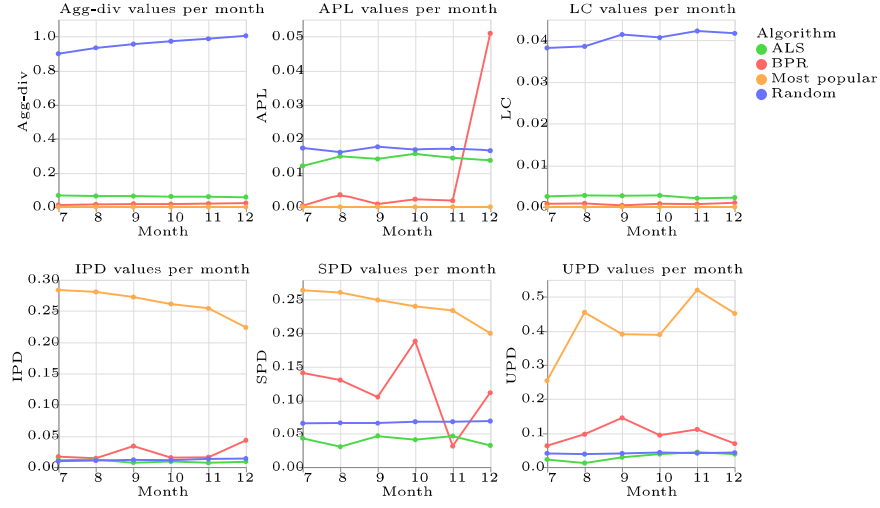 Agg-div values per month
APL values per month
LC values per month
Algorithm
ALS
BPR
Most popular
Random
Agg-div
1.0
0.8
0.6
0.4
0.2
0.0
7 8 9 10 11 12
Month
APL
0.05
0.04
0.03
0.02
0.01
0.00
7 8 9 10 11 12
Month
LC
0.04
0.03
0.02
0.01
0.00
7 8 9 10 11 12
Month
IPD values per month
SPD values per month
UPD values per month
IPD
0.30
0.25
0.20
0.15
0.10
0.05
0.00
7 8 9 10 11 12
Month
SPD
0.25
0.20
0.15
0.10
0.05
0.00
7 8 9 10 11 12
Month
UPD
0.5
0.4
0.3
0.2
0.1
0.0
7 8 9 10 11 12
Month